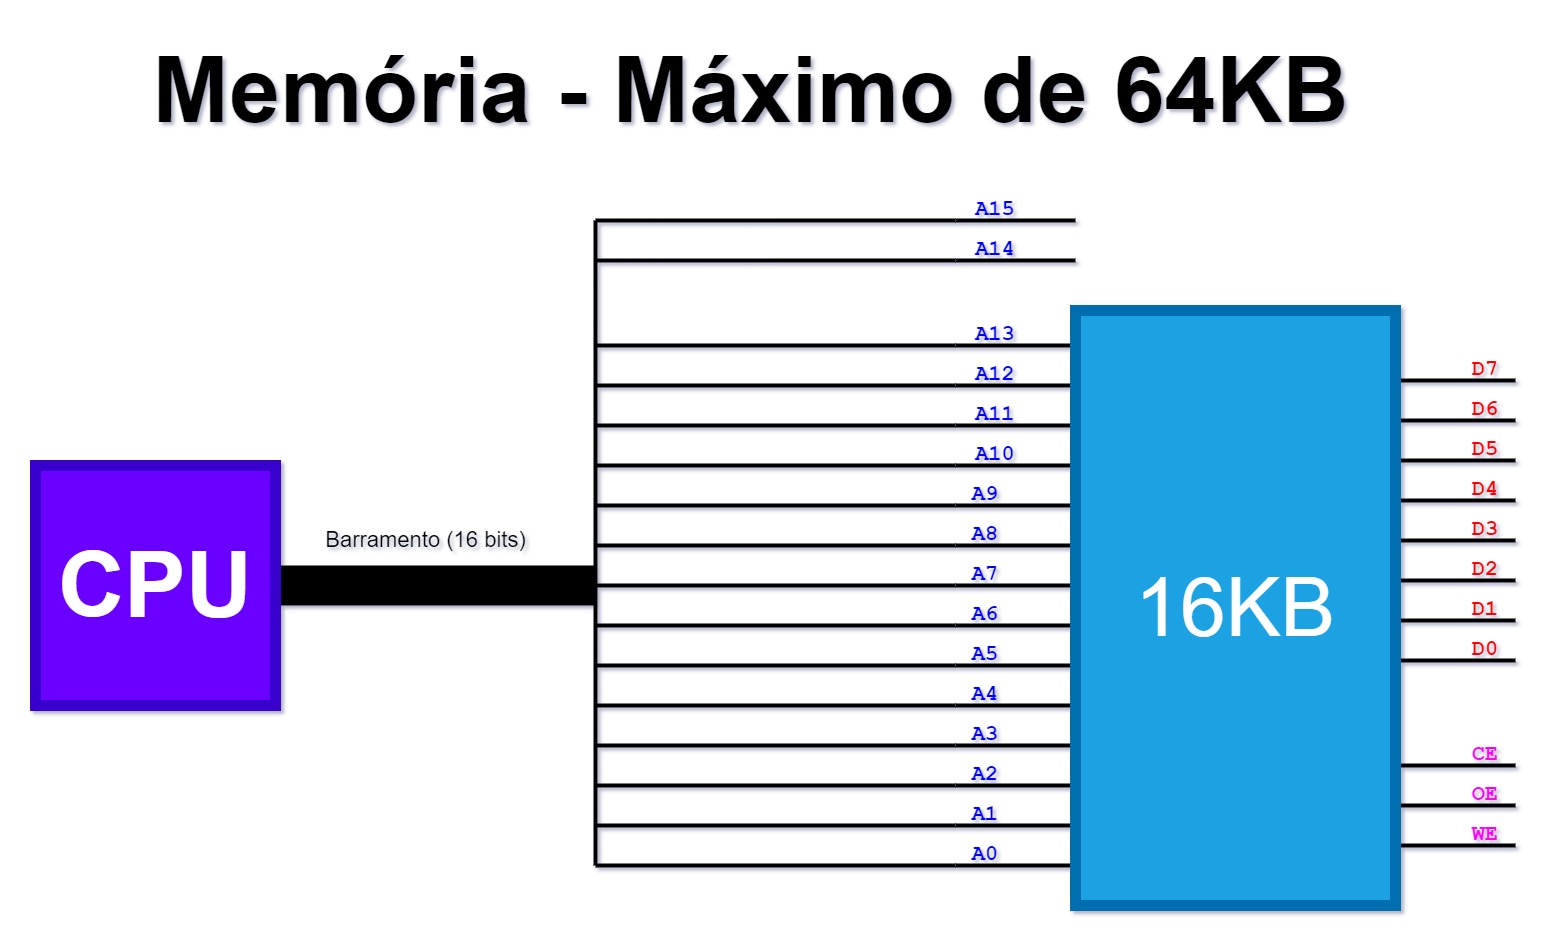 Memória - Máximo de 64KB
A15
A14
A13
A12
A11
A10
A9
A8
A7
A6
A5
A4
A3
A2
A1
A0
CPU
Barramento (16 bits)
16KB
D7
D6
D5
D4
D3
D2
D1
D0
CE
OE
WE